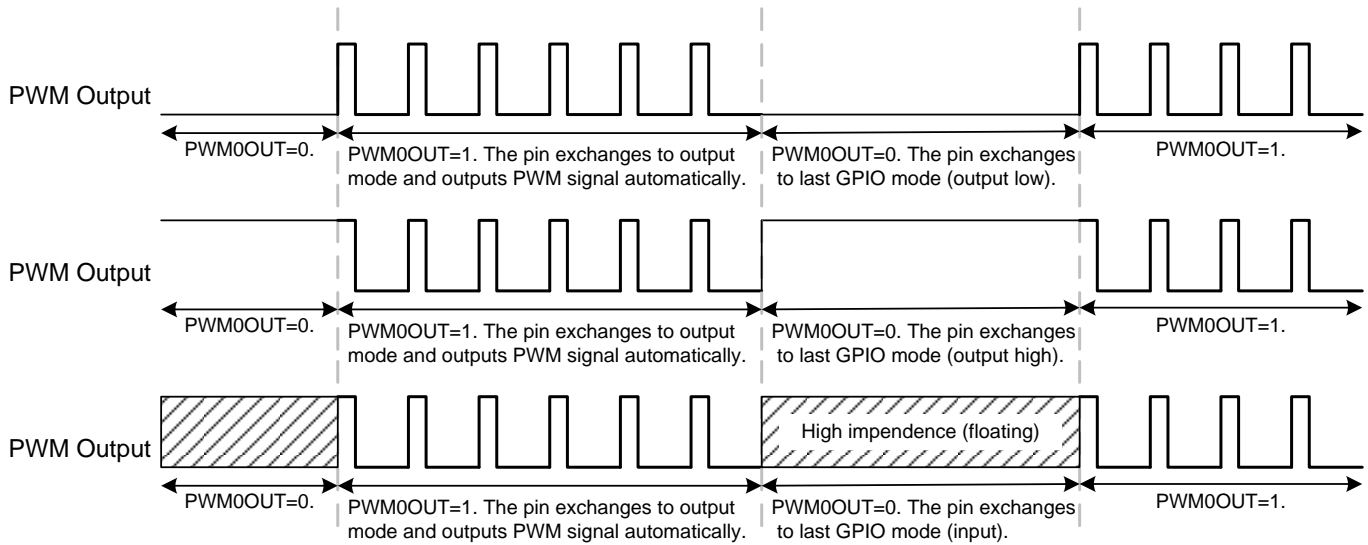 PWM Output
PWM0OUT=0.
PWM0OUT=1. The pin exchanges to output
mode and outputs PWM signal automatically.
PWM0OUT=0. The pin exchanges
to last GPIO mode (output low).
PWM0OUT=1.
PWM Output
PWM0OUT=0.
PWM0OUT=1. The pin exchanges to output
mode and outputs PWM signal automatically.
PWM0OUT=0. The pin exchanges
to last GPIO mode (output high).
PWM0OUT=1.
PWM Output
High impendence (floating)
PWM0OUT=0.
PWM0OUT=1. The pin exchanges to output
mode and outputs PWM signal automatically.
PWM0OUT=0. The pin exchanges
to last GPIO mode (input).
PWM0OUT=1.